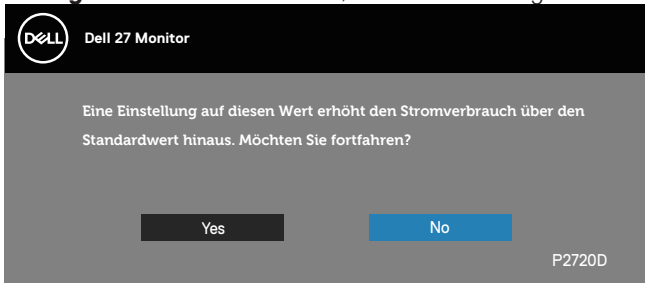 DELL
Dell 27 Monitor
Eine Einstellung auf diesen Wert erhöht den Stromverbrauch über den
Standardwert hinaus. Möchten Sie fortfahren?
Yes
No
P2720D